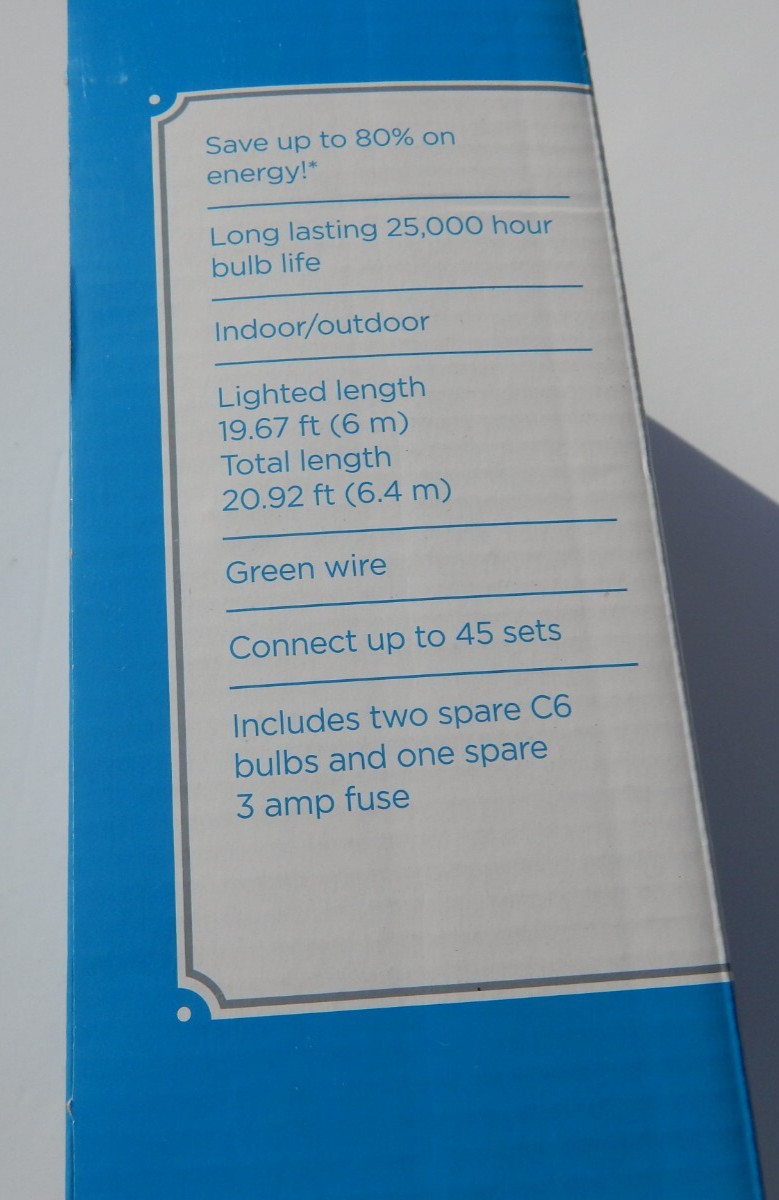 Save up to 80% on
energy!*
Long lasting 25,000 hour
bulb life
Indoor/outdoor
Lighted length
19.67 ft (6 m)
Total length
20.92 ft (6.4 m)
Green wire
Connect up to 45 sets
Includes two spare C6
bulbs and one spare
3 amp fuse